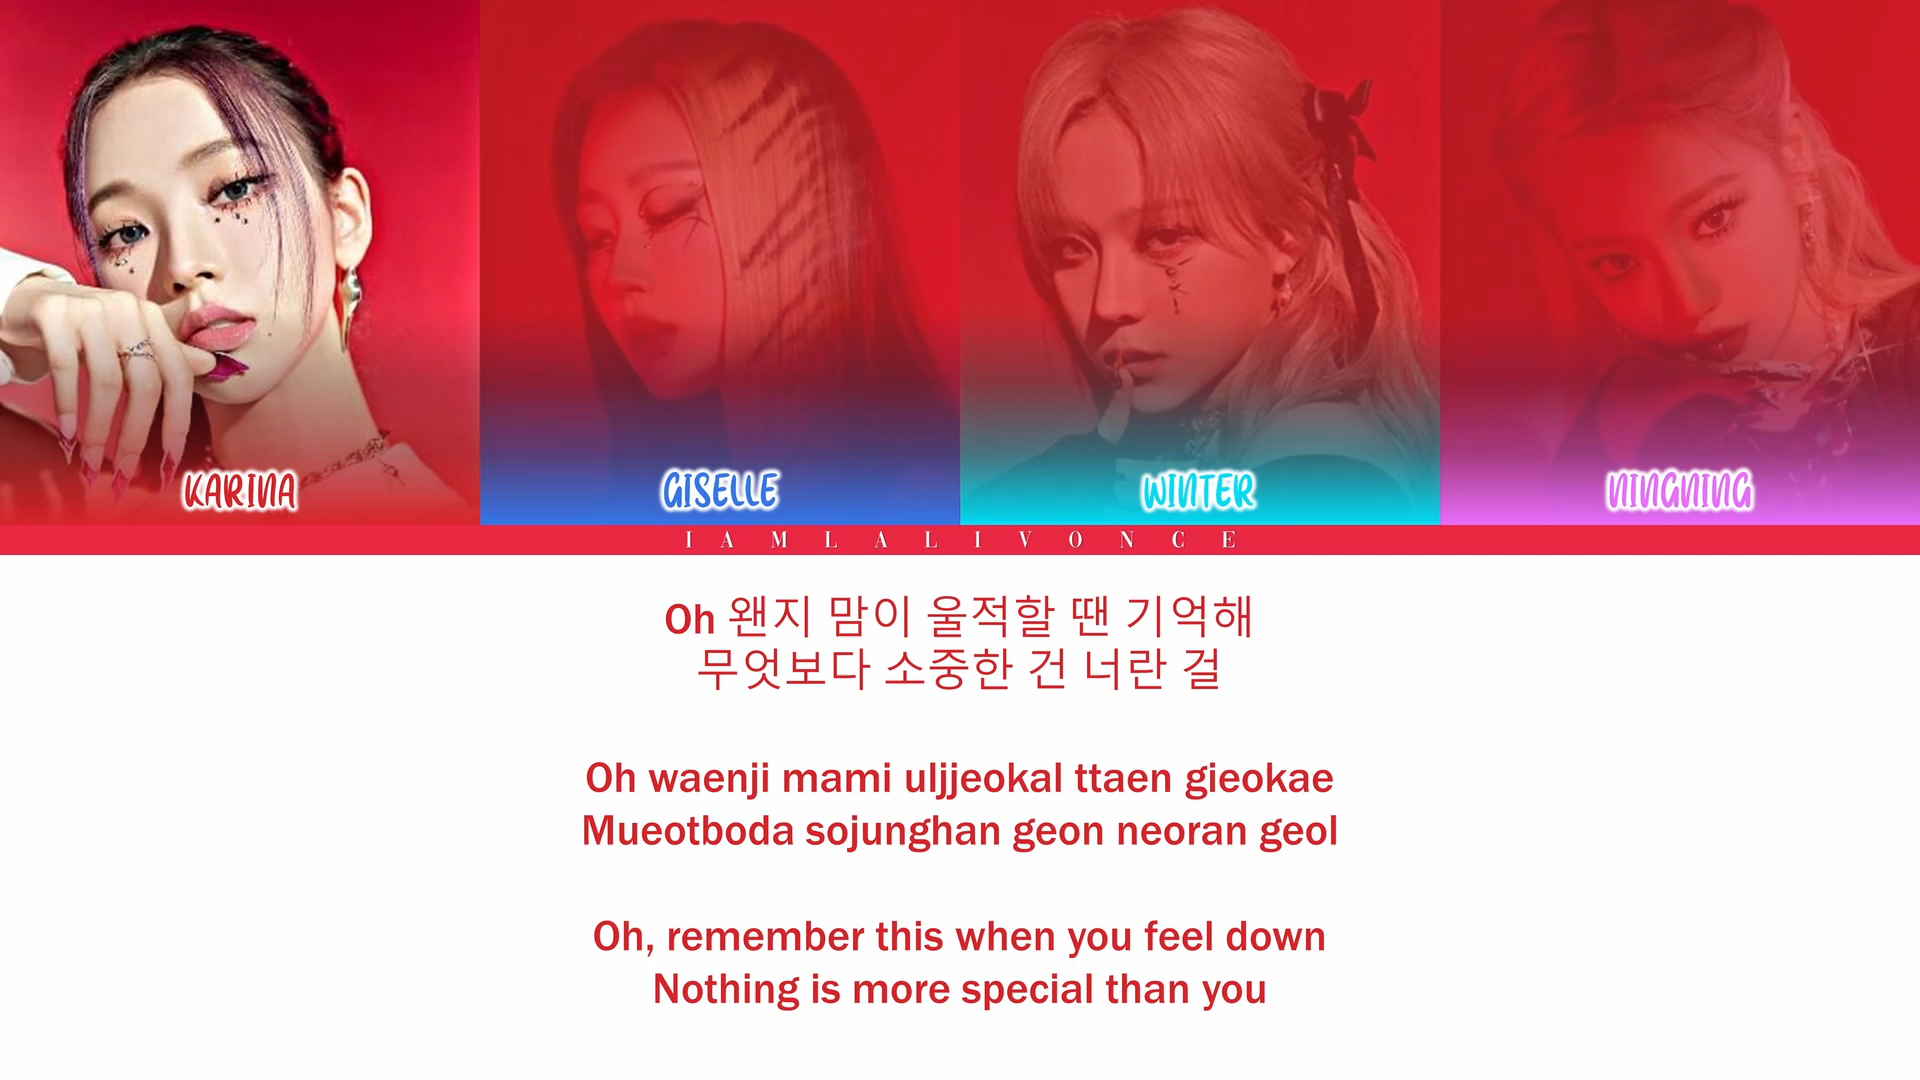 KARINA
GISELLE
WINTER
NINGNING
IAMLALIVONCE
Oh 왠지 맘이 울적할 땐 기억해
무엇보다 소중한 건 너란 걸
Oh waenji mami uljjeokal ttaen gieokae
Mueotboda sojunghan geon neoran geol
Oh, remember this when you feel down
Nothing is more special than you